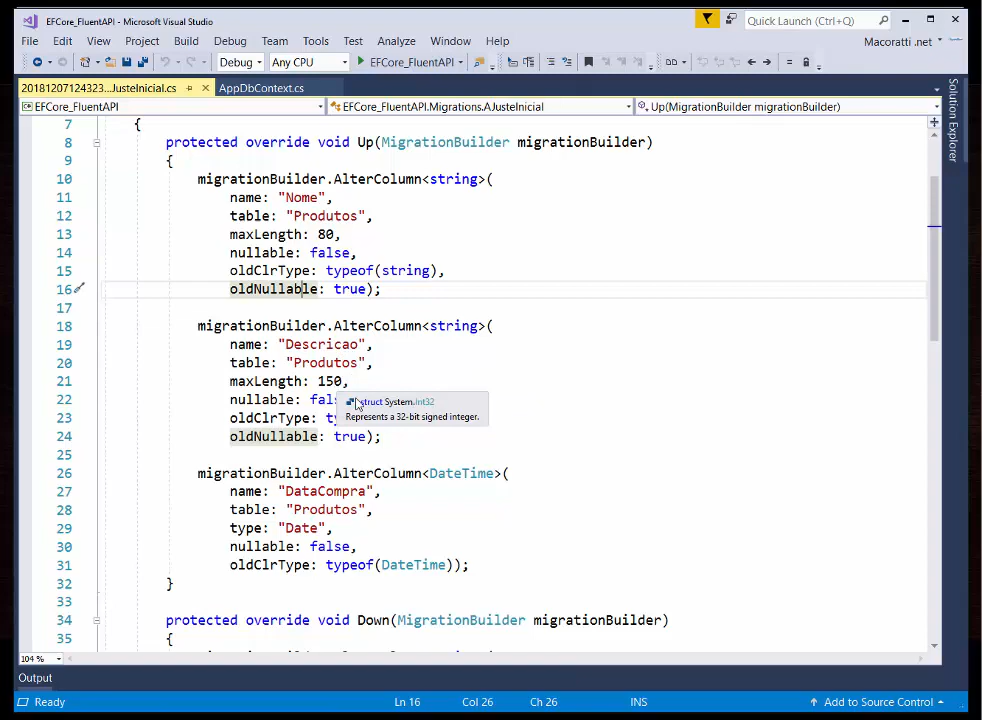 EFCore_FluentAPI - Microsoft Visual Studio
Quick Launch (Ctrl+Q)
File Edit View Project Build Debug Team Tools Test Analyze Window Help
Macoratti .net
Debug Any CPU EFCore_FluentAPI
20181207124323...JusteInicial.cs AppDbContext.cs
EFCore_FluentAPI EFCore_FluentAPI.Migrations.AJusteInicial Up(MigrationBuilder migrationBuilder)
Solution Explorer
7 {
8 protected override void Up(MigrationBuilder migrationBuilder)
9 {
10 migrationBuilder.AlterColumn<string>(
11 name: "Nome",
12 table: "Produtos",
13 maxLength: 80,
14 nullable: false,
15 oldClrType: typeof(string),
16 oldNullable: true);
17
18 migrationBuilder.AlterColumn<string>(
19 name: "Descricao",
20 table: "Produtos",
21 maxLength: 150,
22 nullable: fal
struct System.Int32
Represents a 32-bit signed integer.
23 oldClrType: ty
24 oldNullable: true);
25
26 migrationBuilder.AlterColumn<DateTime>(
27 name: "DataCompra",
28 table: "Produtos",
29 type: "Date",
30 nullable: false,
31 oldClrType: typeof(DateTime));
32 }
33
34 protected override void Down(MigrationBuilder migrationBuilder)
35 {
104 %
Output
Ready Ln 16 Col 26 Ch 26 INS Add to Source Control